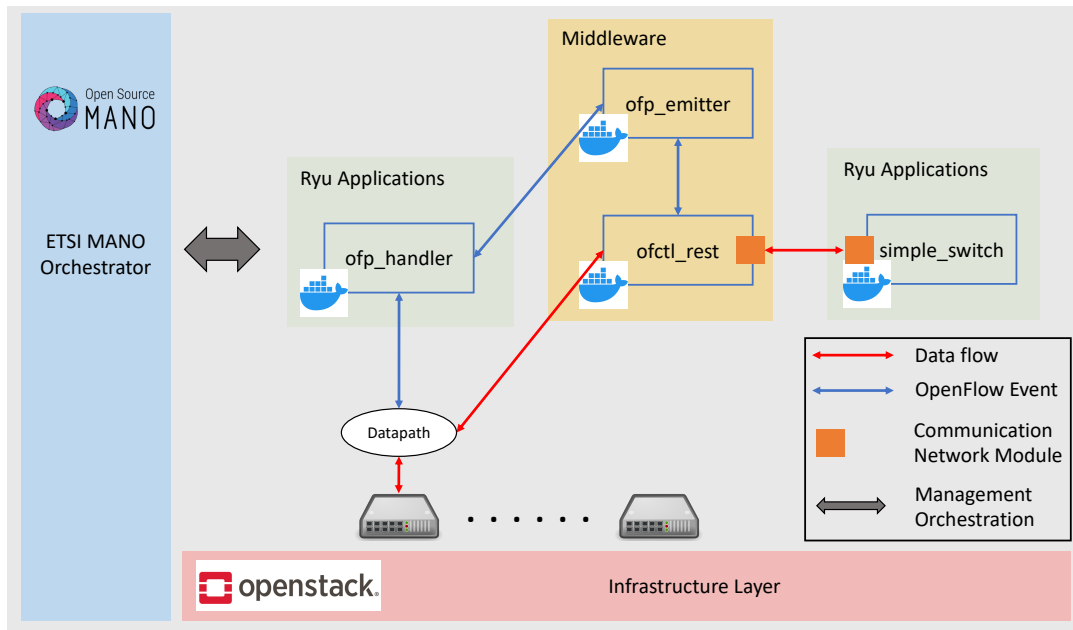 Open Source
MANO
ETSI MANO
Orchestrator
Ryu Applications
ofp_handler
Middleware
ofp_emitter
ofctl_rest
Ryu Applications
simple_switch
Datapath
Data flow
OpenFlow Event
Communication
Network Module
Management
Orchestration
openstack.
Infrastructure Layer